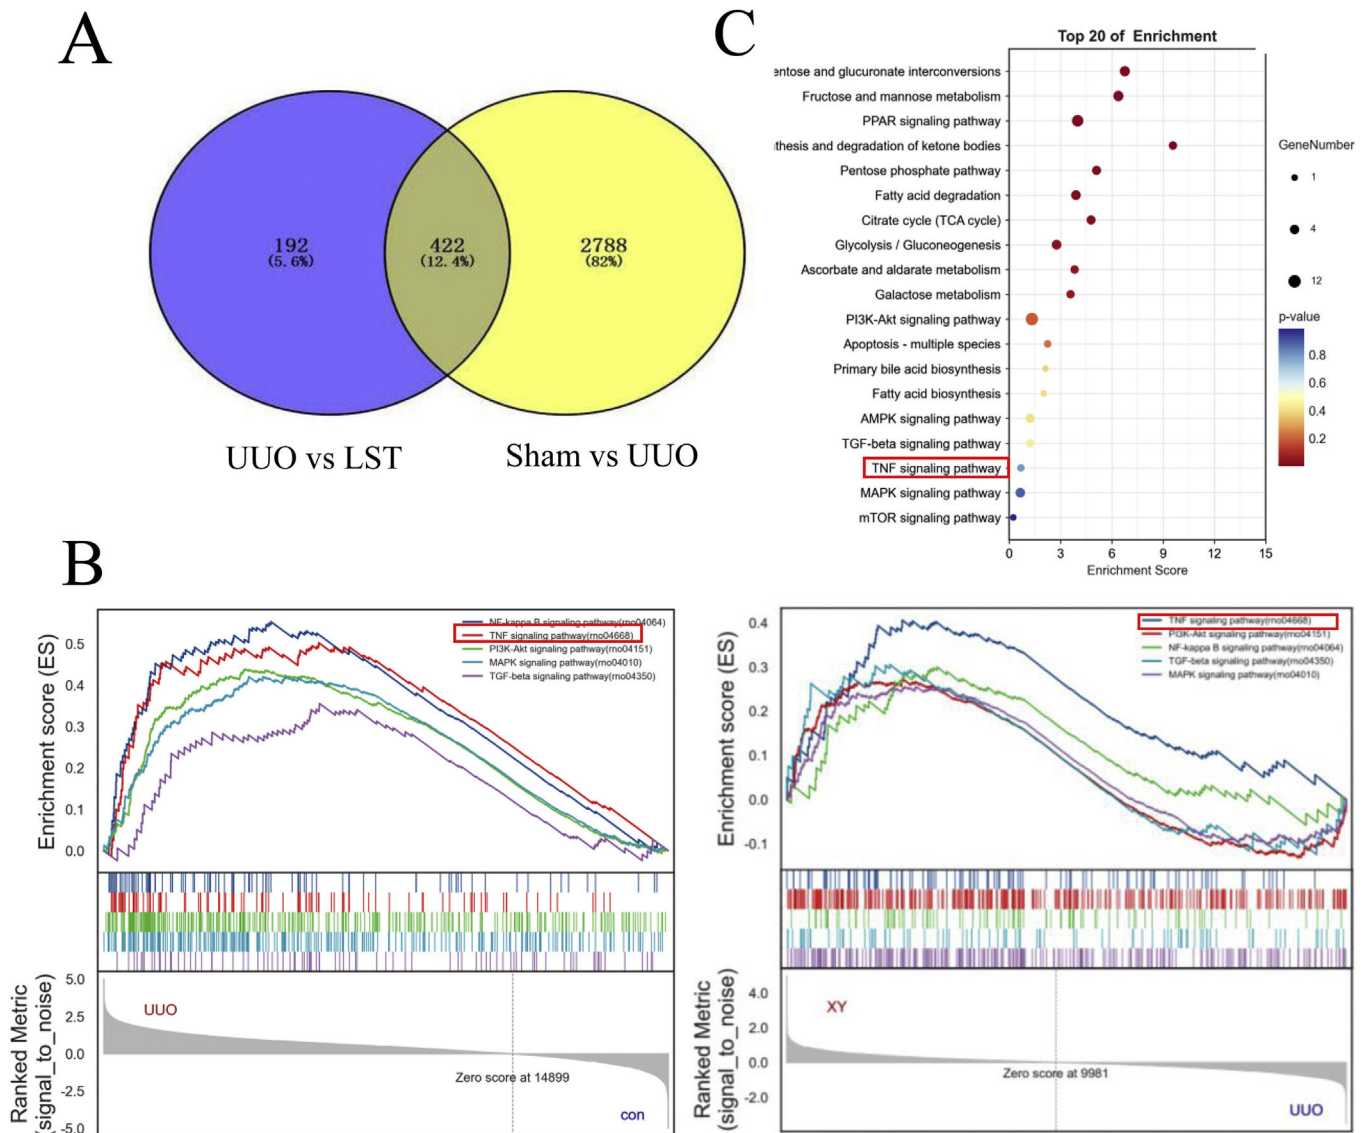 A
192
(5.6%)
422
(12.4%)
2788
(82%)
UUO vs LST
Sham vs UUO
C
Top 20 of Enrichment
entose and glucuronate interconversions
Fructose and mannose metabolism
PPAR signaling pathway
thesis and degradation of ketone bodies
Pentose phosphate pathway
Fatty acid degradation
Citrate cycle (TCA cycle)
Glycolysis / Gluconeogenesis
Ascorbate and aldarate metabolism
Galactose metabolism
PI3K-Akt signaling pathway
Apoptosis - multiple species
Primary bile acid biosynthesis
Fatty acid biosynthesis
AMPK signaling pathway
TGF-beta signaling pathway
TNF signaling pathway
MAPK signaling pathway
mTOR signaling pathway
0 3 6 9 12 15
Enrichment Score
GeneNumber
1
4
12
p-value
0.8
0.6
0.4
0.2
B
Enrichment score (ES)
0.5
0.4
0.3
0.2
0.1
0.0
NF-kappa B signaling pathway(rno04064)
TNF signaling pathway(rno04668)
PI3K-Akt signaling pathway(rno04151)
MAPK signaling pathway(rno04010)
TGF-beta signaling pathway(rno04350)
Ranked Metric
(signal_to_noise)
5.0
2.5
0.0
-2.5
-5.0
UUO
Zero score at 14899
con
Enrichment score (ES)
0.4
0.3
0.2
0.1
0.0
-0.1
TNF signaling pathway(rno04668)
PI3K-Akt signaling pathway(rno04151)
NF-kappa B signaling pathway(rno04064)
TGF-beta signaling pathway(rno04350)
MAPK signaling pathway(rno04010)
Ranked Metric
(signal_to_noise)
4.0
2.0
0.0
-2.0
XY
Zero score at 9981
UUO